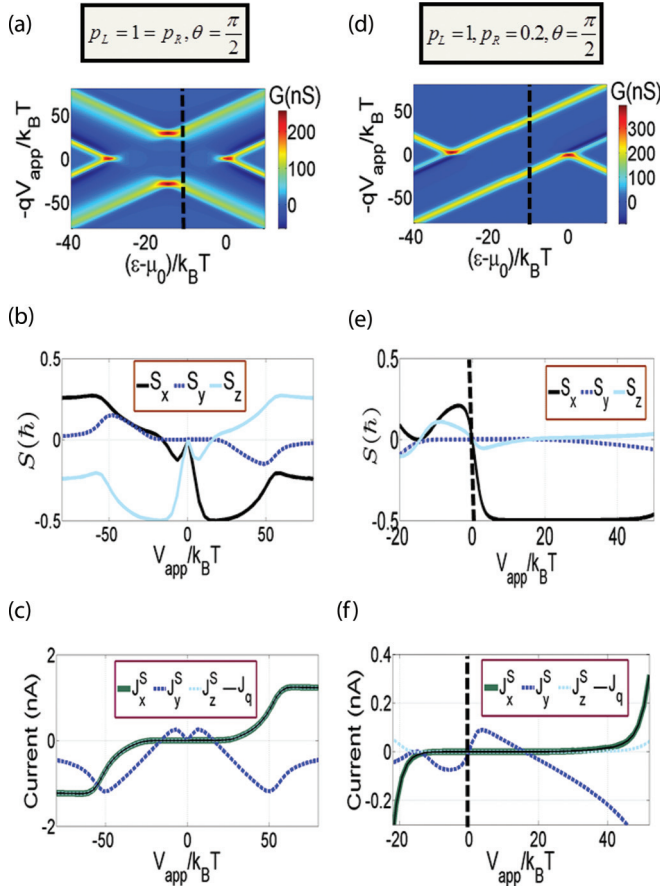 (a)
p_L = 1 = p_R, θ = π/2
G(nS)
-qV_app/k_BT
50
0
-50
200
100
0
-40
-20
0
(ε-μ_0)/k_BT
(b)
0.5
S_x S_y S_z
S(ħ)
0
-0.5
-50
0
50
V_app/k_BT
(c)
2
J_x^S J_y^S J_z^S J_q
Current (nA)
0
-2
-50
0
50
V_app/k_BT
(d)
p_L = 1, p_R = 0.2, θ = π/2
G(nS)
-qV_app/k_BT
50
0
-50
300
200
100
0
-40
-20
0
(ε-μ_0)/k_BT
(e)
0.5
S_x S_y S_z
S(ħ)
0
-0.5
-20
0
20
40
V_app/k_BT
(f)
0.4
J_x^S J_y^S J_z^S J_q
Current (nA)
0
-0.2
-20
0
20
40
V_app/k_BT